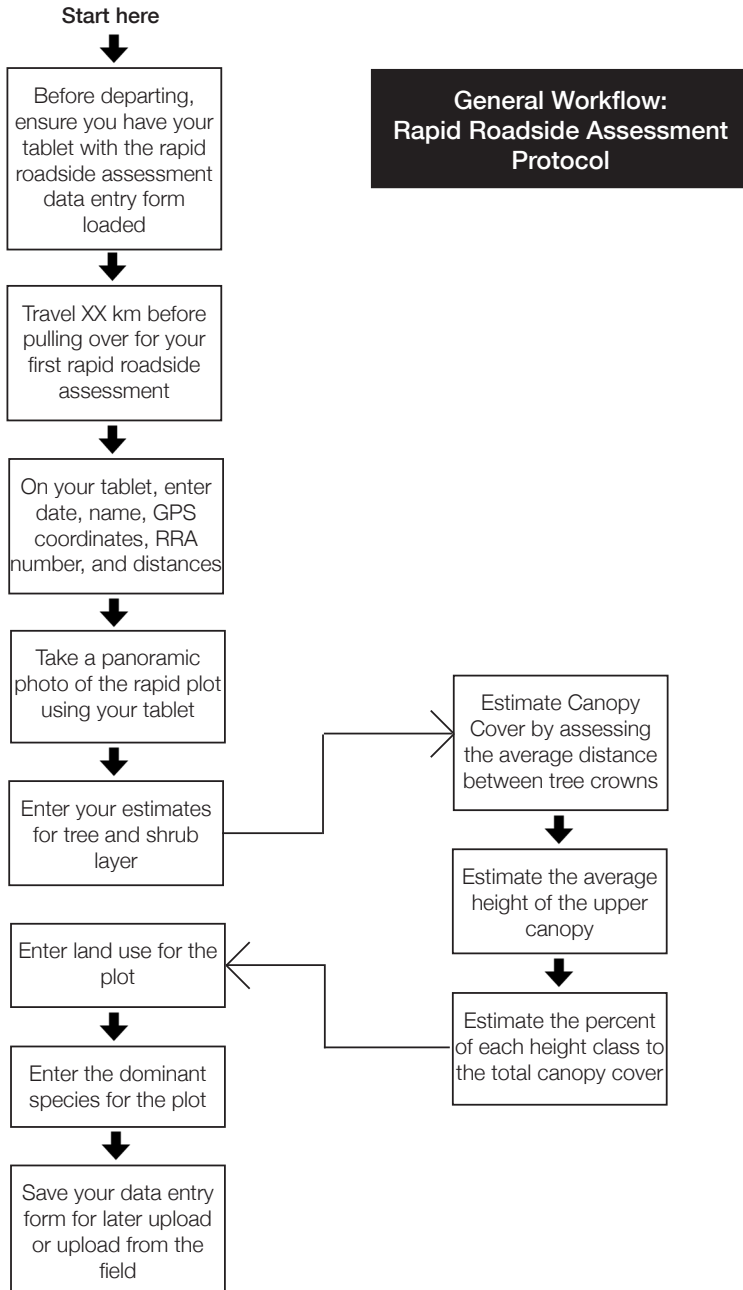 Start here
General Workflow:
Rapid Roadside Assessment
Protocol
Before departing,
ensure you have your
tablet with the rapid
roadside assessment
data entry form
loaded
Travel XX km before
pulling over for your
first rapid roadside
assessment
On your tablet, enter
date, name, GPS
coordinates, RRA
number, and distances
Take a panoramic
photo of the rapid plot
using your tablet
Enter your estimates
for tree and shrub
layer
Estimate Canopy
Cover by assessing
the average distance
between tree crowns
Estimate the average
height of the upper
canopy
Estimate the percent
of each height class to
the total canopy cover
Enter land use for the
plot
Enter the dominant
species for the plot
Save your data entry
form for later upload
or upload from the
field